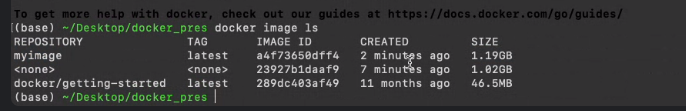 To get more help with docker, check out our guides at https://docs.docker.com/go/guides/
(base) ~/Desktop/docker_pres docker image ls
REPOSITORY TAG IMAGE ID CREATED SIZE
myimage latest a4f73650dff4 2 minutes ago 1.19GB
<none> <none> 23927b1daaf9 7 minutes ago 1.02GB
docker/getting-started latest 289dc403af49 11 months ago 46.5MB
(base) ~/Desktop/docker_pres